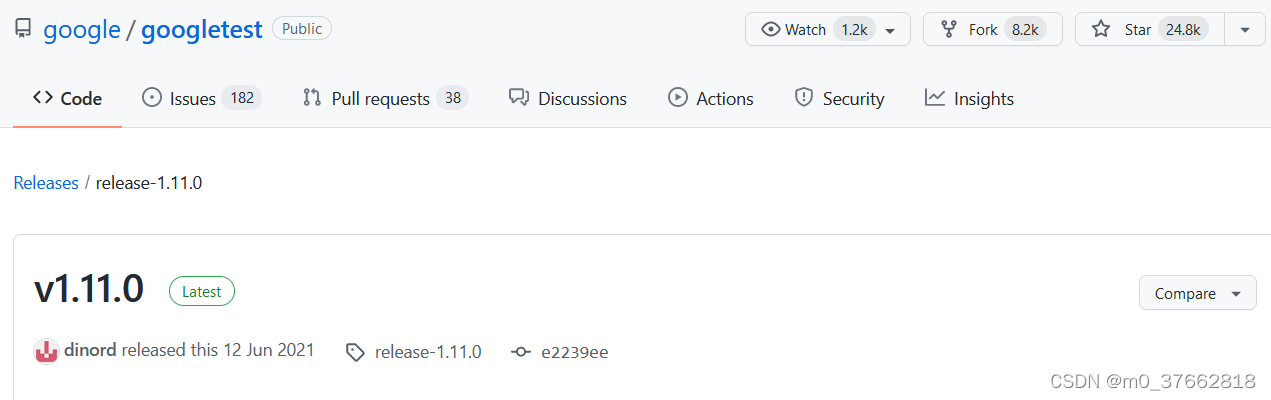 google / googletest Public Watch 1.2k Fork 8.2k Star 24.8k
Code Issues 182 Pull requests 38 Discussions Actions Security Insights
Releases / release-1.11.0
v1.11.0 Latest Compare
dinord released this 12 Jun 2021 release-1.11.0 e2239ee
CSDN @m0_37662818